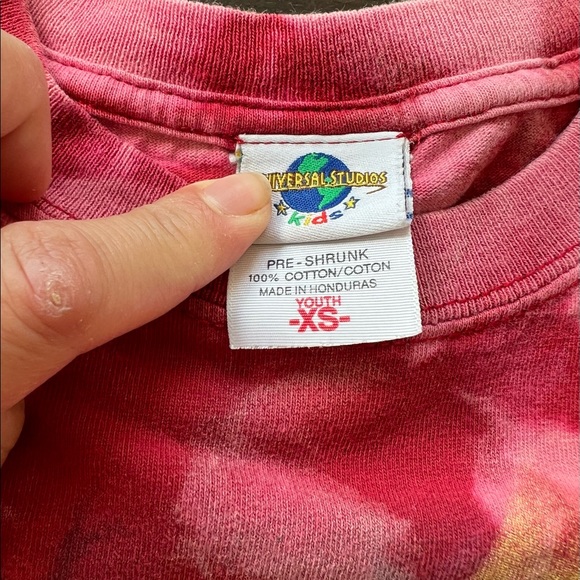 UNIVERSAL STUDIOS
kids
PRE-SHRUNK
100% COTTON/COTON
MADE IN HONDURAS
YOUTH
-XS-